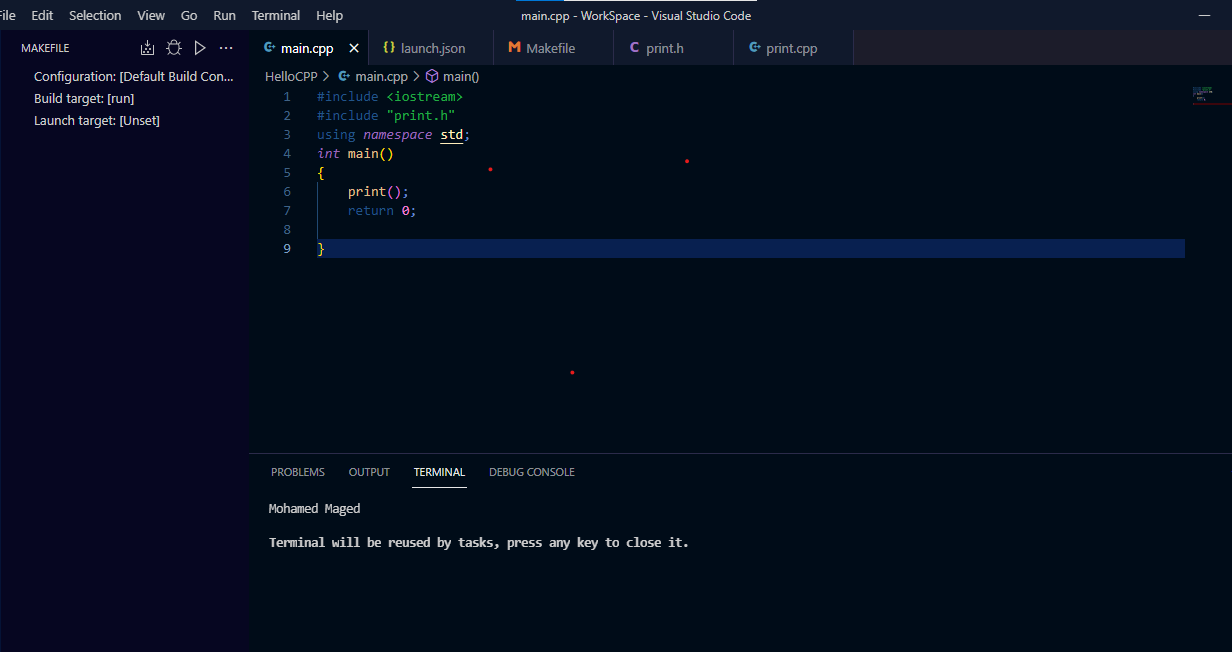 File Edit Selection View Go Run Terminal Help main.cpp - WorkSpace - Visual Studio Code
MAKEFILE
Configuration: [Default Build Con...
Build target: [run]
Launch target: [Unset]
main.cpp launch.json Makefile print.h print.cpp
HelloCPP > main.cpp > main()
1 #include <iostream>
2 #include "print.h"
3 using namespace std;
4 int main()
5 {
6 print();
7 return 0;
8
9 }
PROBLEMS OUTPUT TERMINAL DEBUG CONSOLE
Mohamed Maged
Terminal will be reused by tasks, press any key to close it.